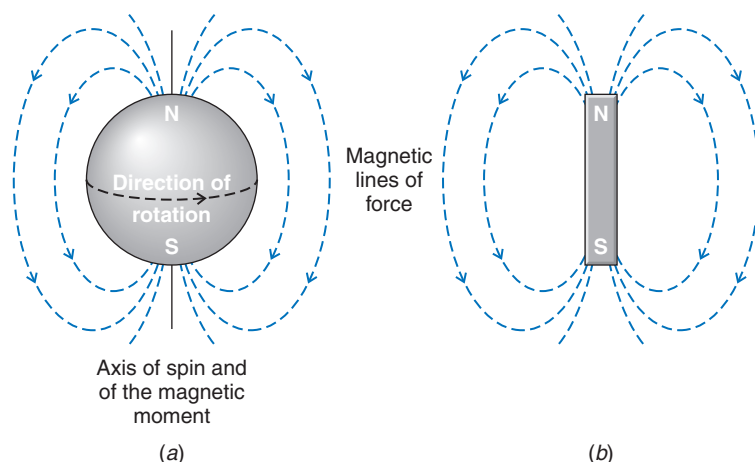 N
Direction of
rotation
S
Axis of spin and
of the magnetic
moment
(a)
Magnetic
lines of
force
N
S
(b)